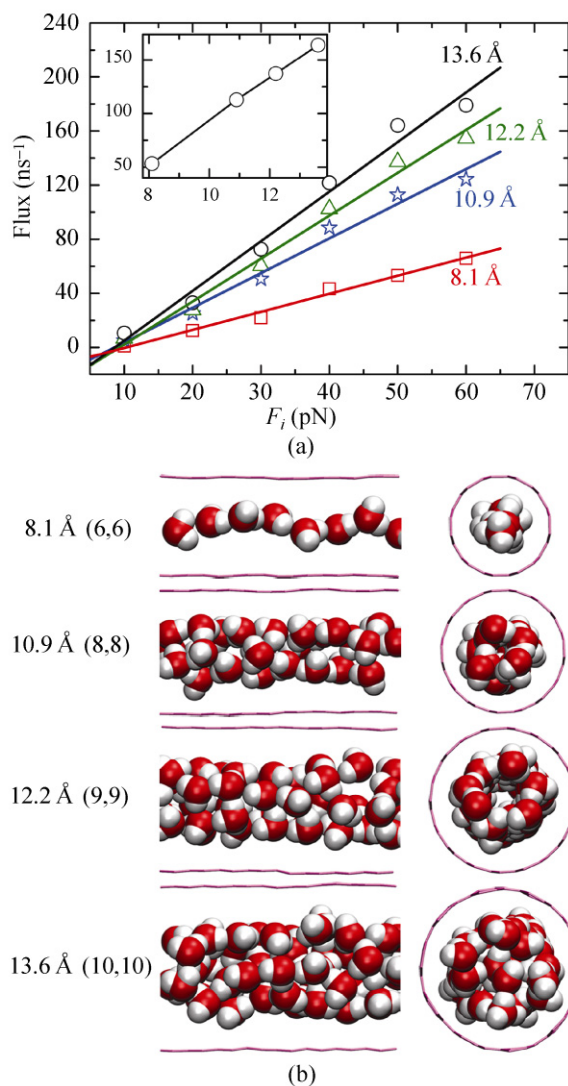 (a)
Flux (ns⁻¹)
240
200
160
120
80
40
0
150
100
50
8 10 12
13.6 Å
12.2 Å
10.9 Å
8.1 Å
10 20 30 40 50 60 70
Fᵢ (pN)
(a)
8.1 Å (6,6)
10.9 Å (8,8)
12.2 Å (9,9)
13.6 Å (10,10)
(b)